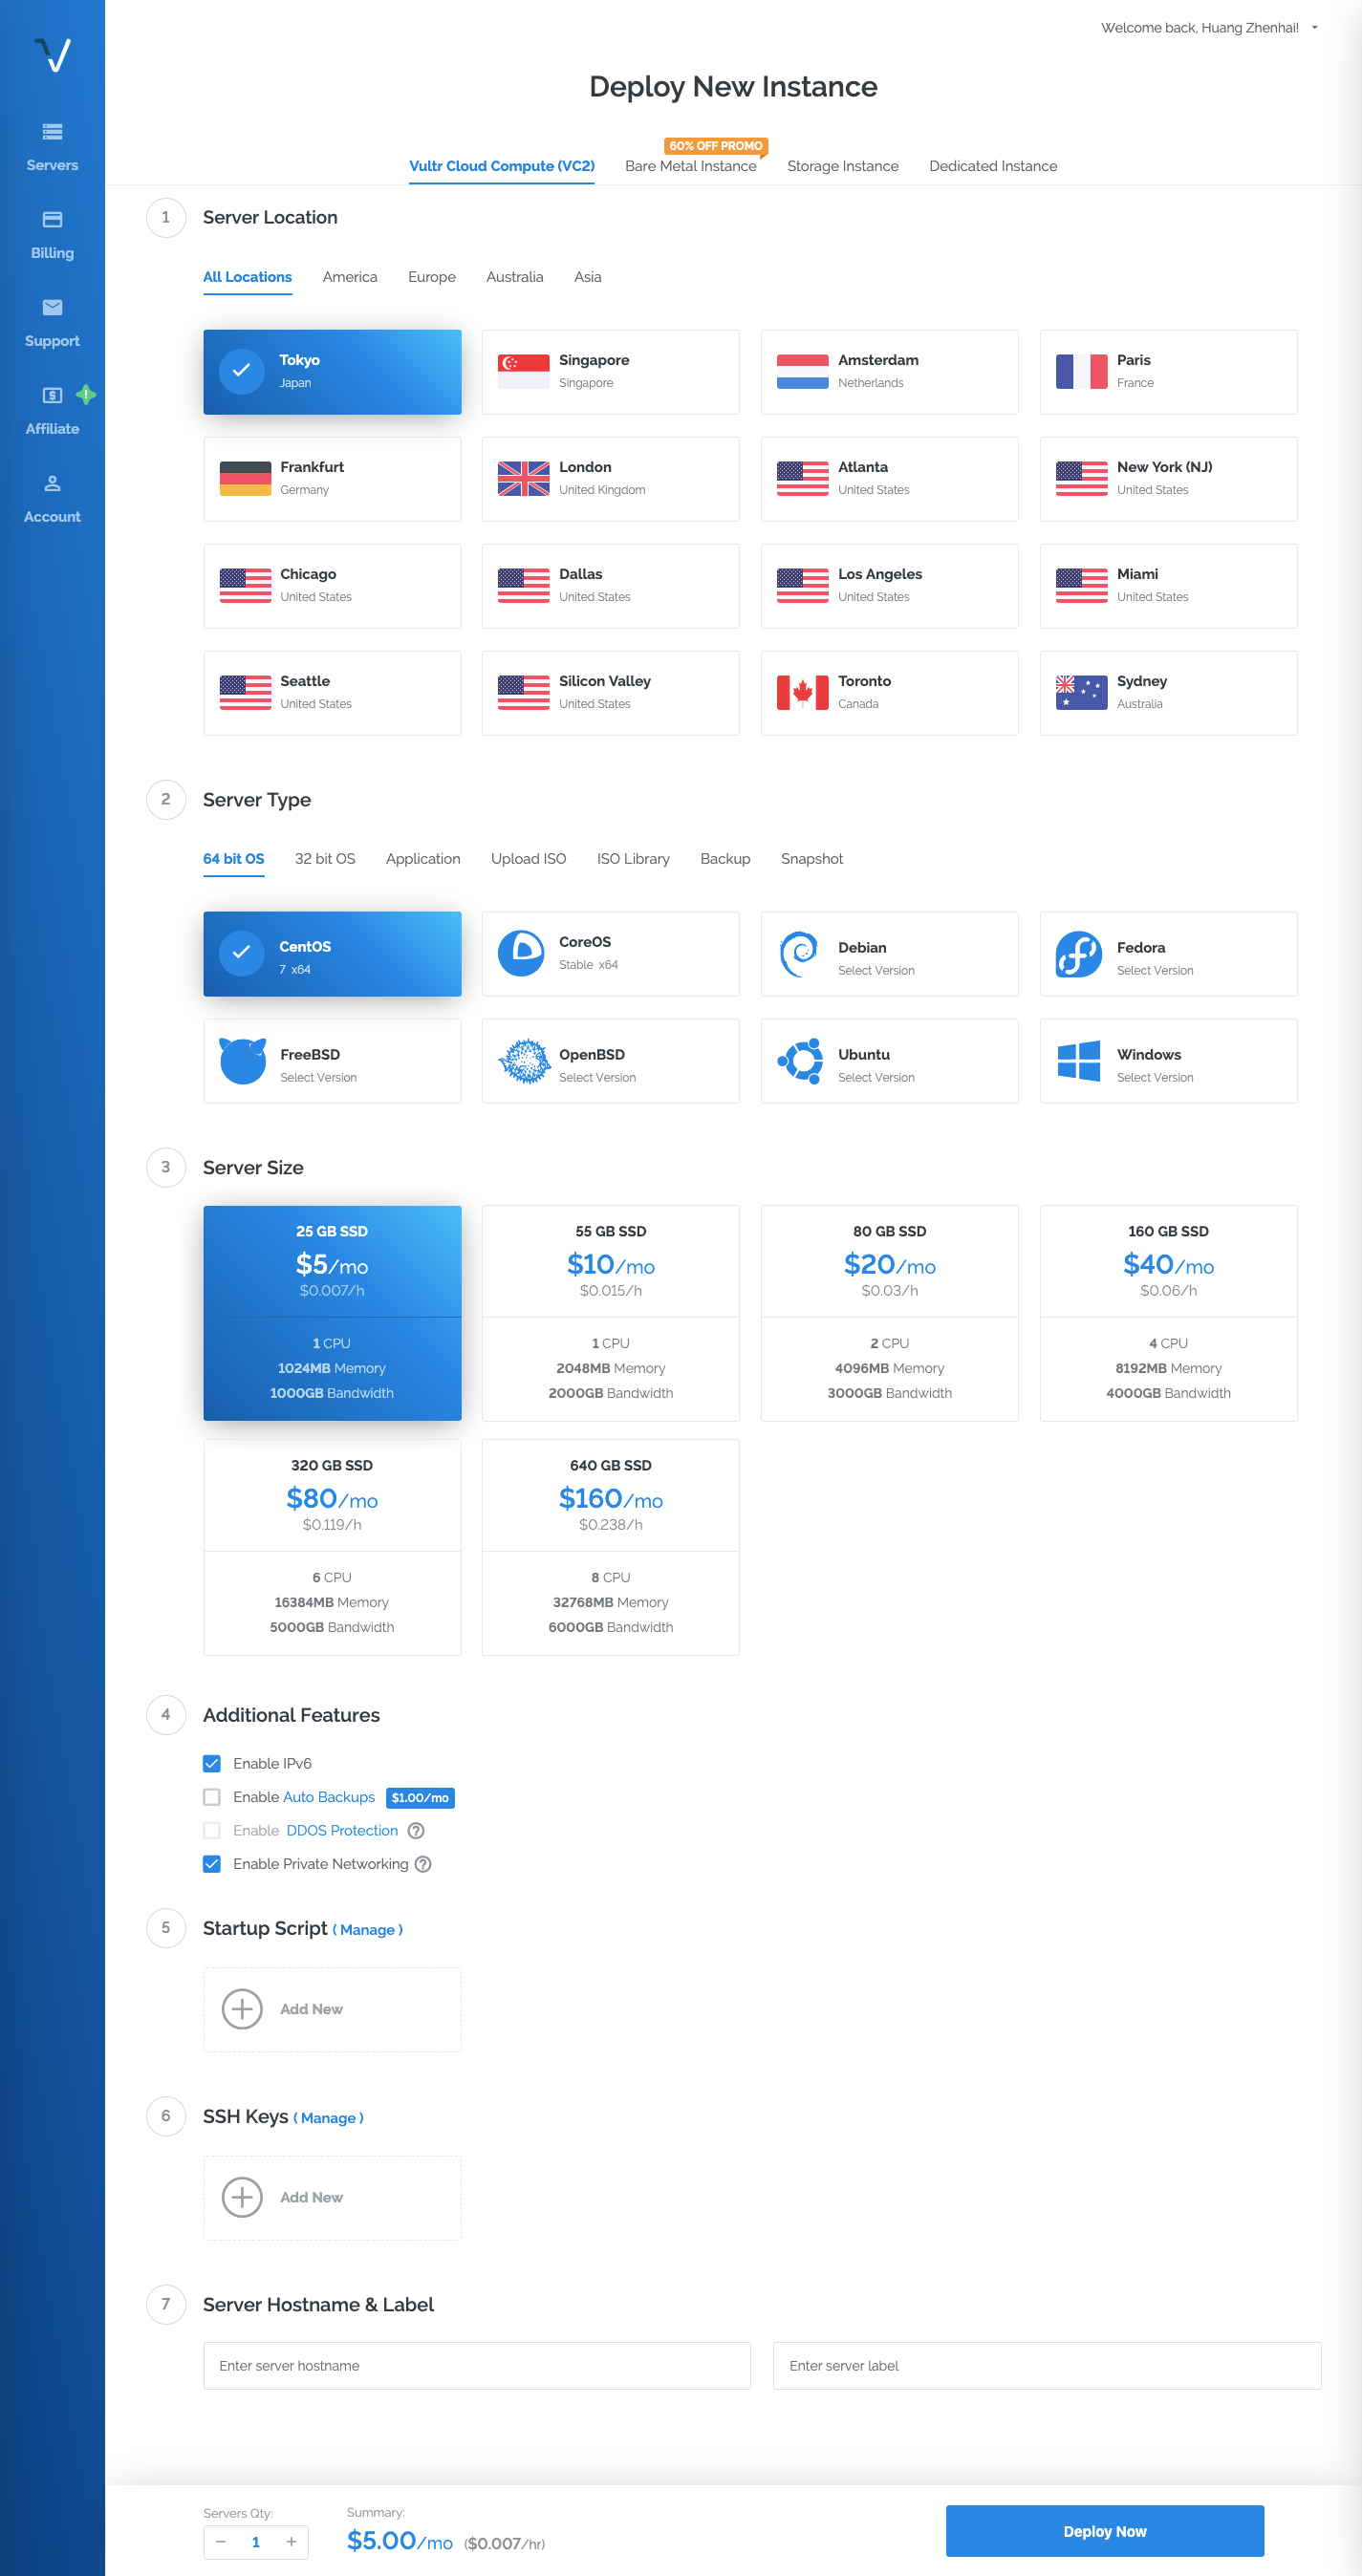 Welcome back, Huang Zhenhai!
Deploy New Instance
Servers
Billing
Support
Affiliate
Account
60% OFF PROMO
Vultr Cloud Compute (VC2) Bare Metal Instance Storage Instance Dedicated Instance
1 Server Location
All Locations America Europe Australia Asia
Tokyo
Japan
Singapore
Singapore
Amsterdam
Netherlands
Paris
France
Frankfurt
Germany
London
United Kingdom
Atlanta
United States
New York (NJ)
United States
Chicago
United States
Dallas
United States
Los Angeles
United States
Miami
United States
Seattle
United States
Silicon Valley
United States
Toronto
Canada
Sydney
Australia
2 Server Type
64 bit OS 32 bit OS Application Upload ISO ISO Library Backup Snapshot
CentOS
7 x64
CoreOS
Stable x64
Debian
Select Version
Fedora
Select Version
FreeBSD
Select Version
OpenBSD
Select Version
Ubuntu
Select Version
Windows
Select Version
3 Server Size
25 GB SSD
$5/mo
$0.007/h
1 CPU
1024MB Memory
1000GB Bandwidth
55 GB SSD
$10/mo
$0.015/h
1 CPU
2048MB Memory
2000GB Bandwidth
80 GB SSD
$20/mo
$0.03/h
2 CPU
4096MB Memory
3000GB Bandwidth
160 GB SSD
$40/mo
$0.06/h
4 CPU
8192MB Memory
4000GB Bandwidth
320 GB SSD
$80/mo
$0.119/h
6 CPU
16384MB Memory
5000GB Bandwidth
640 GB SSD
$160/mo
$0.238/h
8 CPU
32768MB Memory
6000GB Bandwidth
4 Additional Features
Enable IPv6
Enable Auto Backups $1.00/mo
Enable DDOS Protection ?
Enable Private Networking ?
5 Startup Script ( Manage )
Add New
6 SSH Keys ( Manage )
Add New
7 Server Hostname & Label
Enter server hostname
Enter server label
Servers Qty:
− 1 +
Summary:
$5.00/mo ($0.007/hr)
Deploy Now